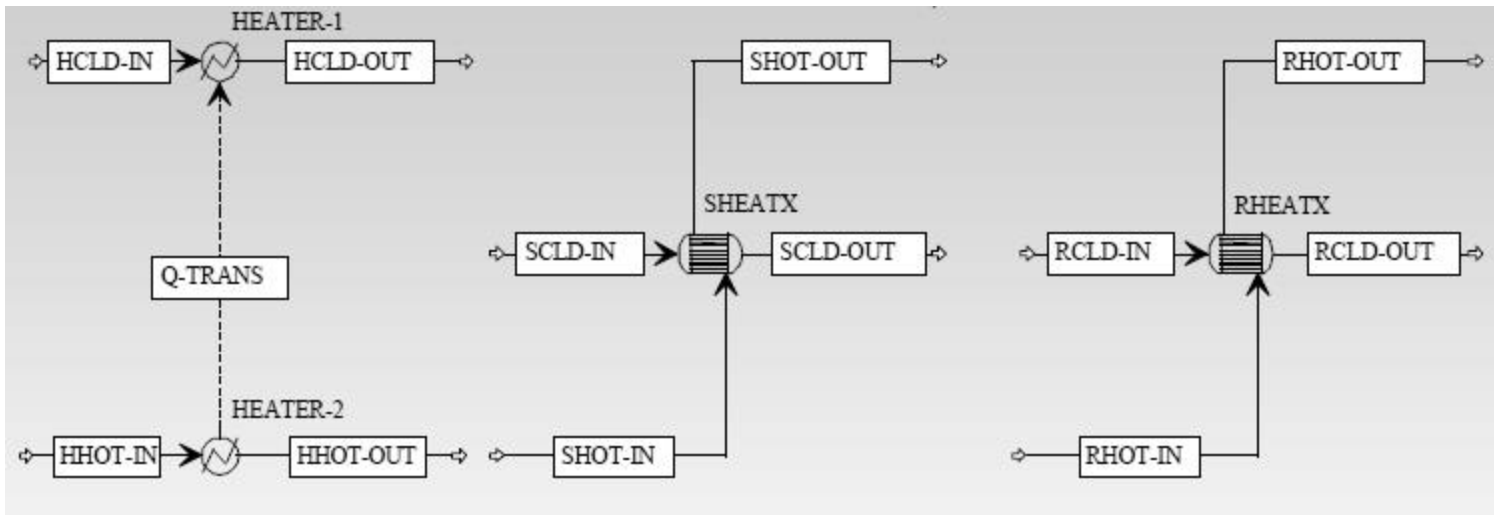 HEATER-1
HCLD-IN
HCLD-OUT
Q-TRANS
HEATER-2
HHOT-IN
HHOT-OUT
SHOT-OUT
SHEATX
SCLD-IN
SCLD-OUT
SHOT-IN
RHOT-OUT
RHEATX
RCLD-IN
RCLD-OUT
RHOT-IN